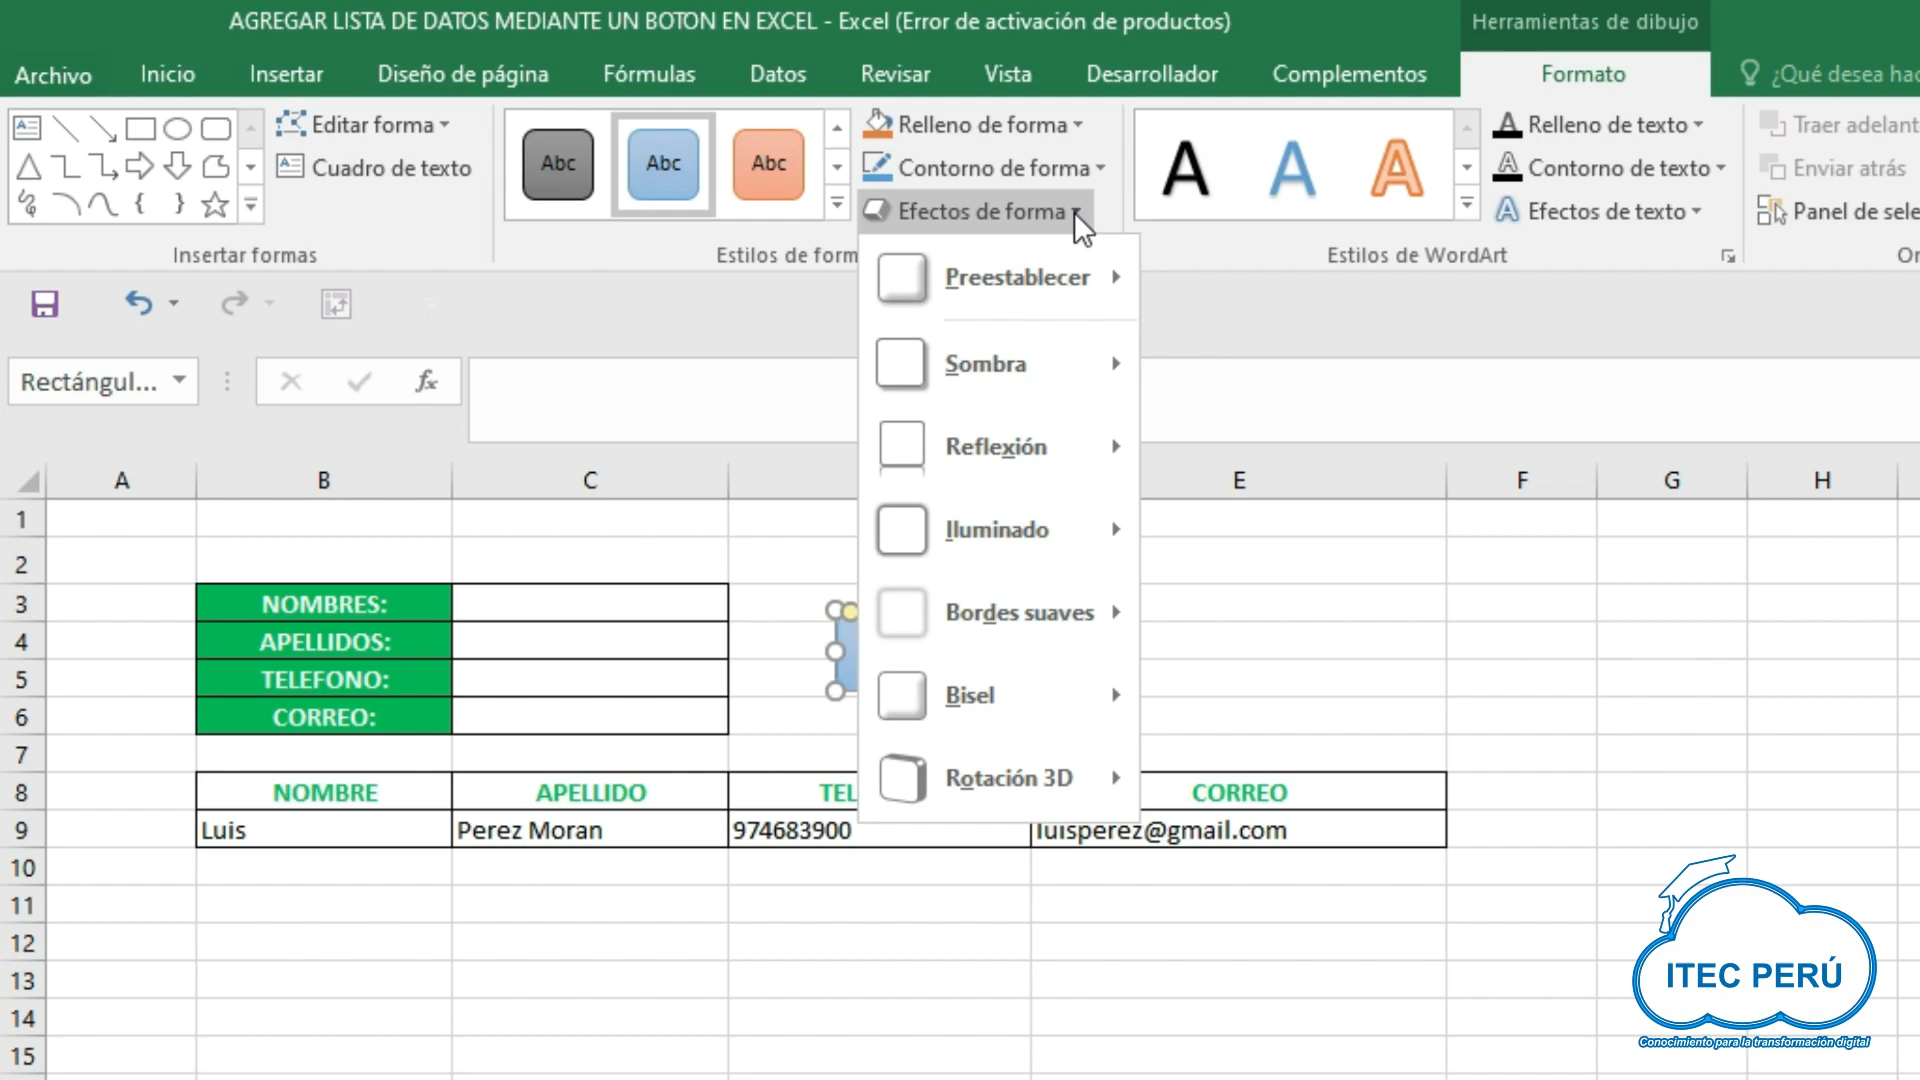 AGREGAR LISTA DE DATOS MEDIANTE UN BOTON EN EXCEL - Excel (Error de activación de productos)
Herramientas de dibujo
Archivo Inicio Insertar Diseño de página Fórmulas Datos Revisar Vista Desarrollador Complementos Formato ¿Qué desea hac
Editar forma
Cuadro de texto
Insertar formas
Abc Abc Abc
Relleno de forma
Contorno de forma
Efectos de forma
Estilos de form
A A A
Relleno de texto
Contorno de texto
Efectos de texto
Estilos de WordArt
Traer adelant
Enviar atrás
Panel de sele
Or
Preestablecer
Sombra
Reflexión
Iluminado
Bordes suaves
Bisel
Rotación 3D
Rectángul... fx
A B C E F G H
1
2
3 NOMBRES:
4 APELLIDOS:
5 TELEFONO:
6 CORREO:
7
8 NOMBRE APELLIDO TEL CORREO
9 Luis Perez Moran 974683900 luisperez@gmail.com
10
11
12
13
14
15
ITEC PERÚ
Conocimiento para la transformación digital